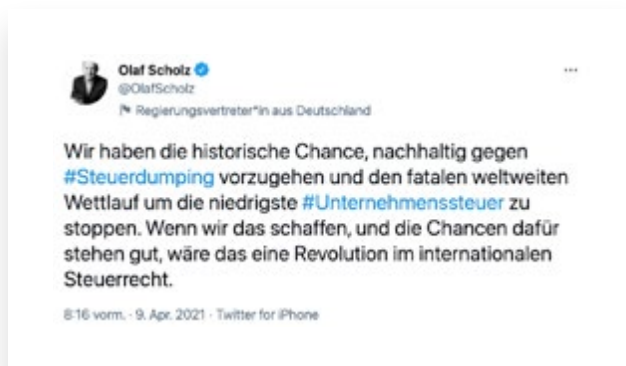 Olaf Scholz
@OlafScholz
Regierungsvertreter*in aus Deutschland
Wir haben die historische Chance, nachhaltig gegen
#Steuerdumping vorzugehen und den fatalen weltweiten
Wettlauf um die niedrigste #Unternehmenssteuer zu
stoppen. Wenn wir das schaffen, und die Chancen dafür
stehen gut, wäre das eine Revolution im internationalen
Steuerrecht.
8:16 vorm. · 9. Apr. 2021 · Twitter for iPhone